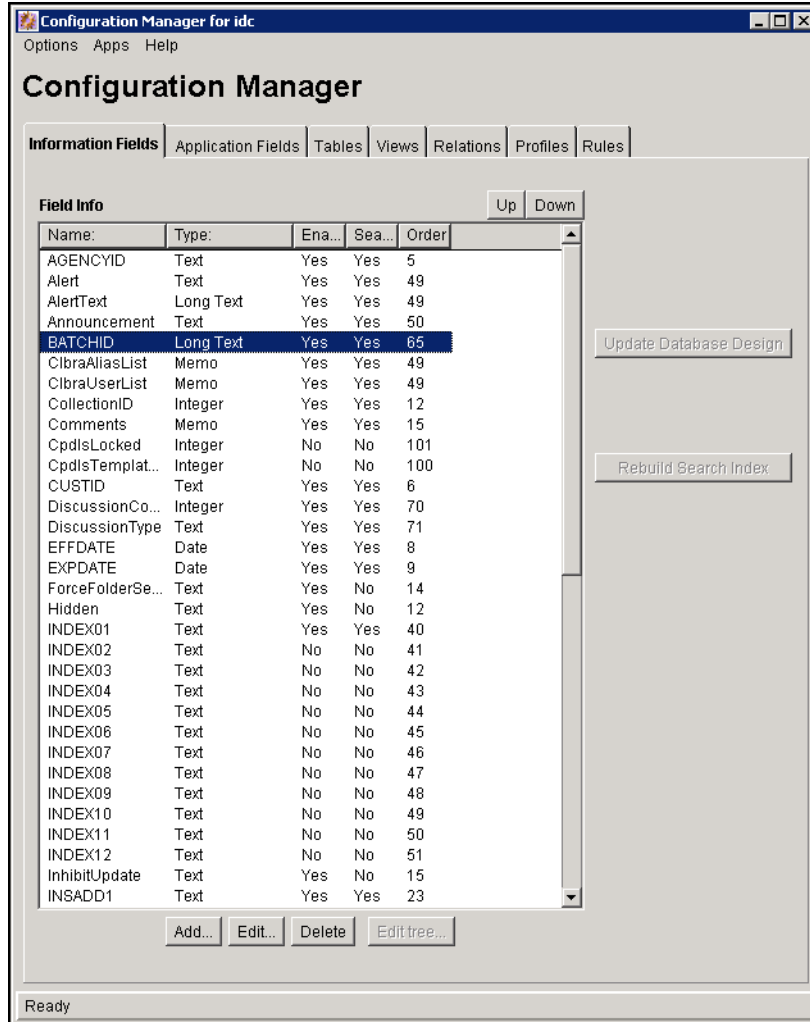 Configuration Manager for idc
Options Apps Help
Configuration Manager
Information Fields Application Fields Tables Views Relations Profiles Rules
Field Info Up Down
Name: Type: Ena... Sea... Order
AGENCYID Text Yes Yes 5
Alert Text Yes Yes 49
AlertText Long Text Yes Yes 49
Announcement Text Yes Yes 50
BATCHID Long Text Yes Yes 65
Update Database Design
ClbraAliasList Memo Yes Yes 49
ClbraUserList Memo Yes Yes 49
CollectionID Integer Yes Yes 12
Comments Memo Yes Yes 15
CpdIsLocked Integer No No 101
CpdIsTemplat... Integer No No 100
Rebuild Search Index
CUSTID Text Yes Yes 6
DiscussionCo... Integer Yes Yes 70
DiscussionType Text Yes Yes 71
EFFDATE Date Yes Yes 8
EXPDATE Date Yes Yes 9
ForceFolderSe... Text Yes No 14
Hidden Text Yes No 12
INDEX01 Text Yes Yes 40
INDEX02 Text No No 41
INDEX03 Text No No 42
INDEX04 Text No No 43
INDEX05 Text No No 44
INDEX06 Text No No 45
INDEX07 Text No No 46
INDEX08 Text No No 47
INDEX09 Text No No 48
INDEX10 Text No No 49
INDEX11 Text No No 50
INDEX12 Text No No 51
InhibitUpdate Text Yes No 15
INSADD1 Text Yes Yes 23
Add... Edit... Delete Edit tree...
Ready